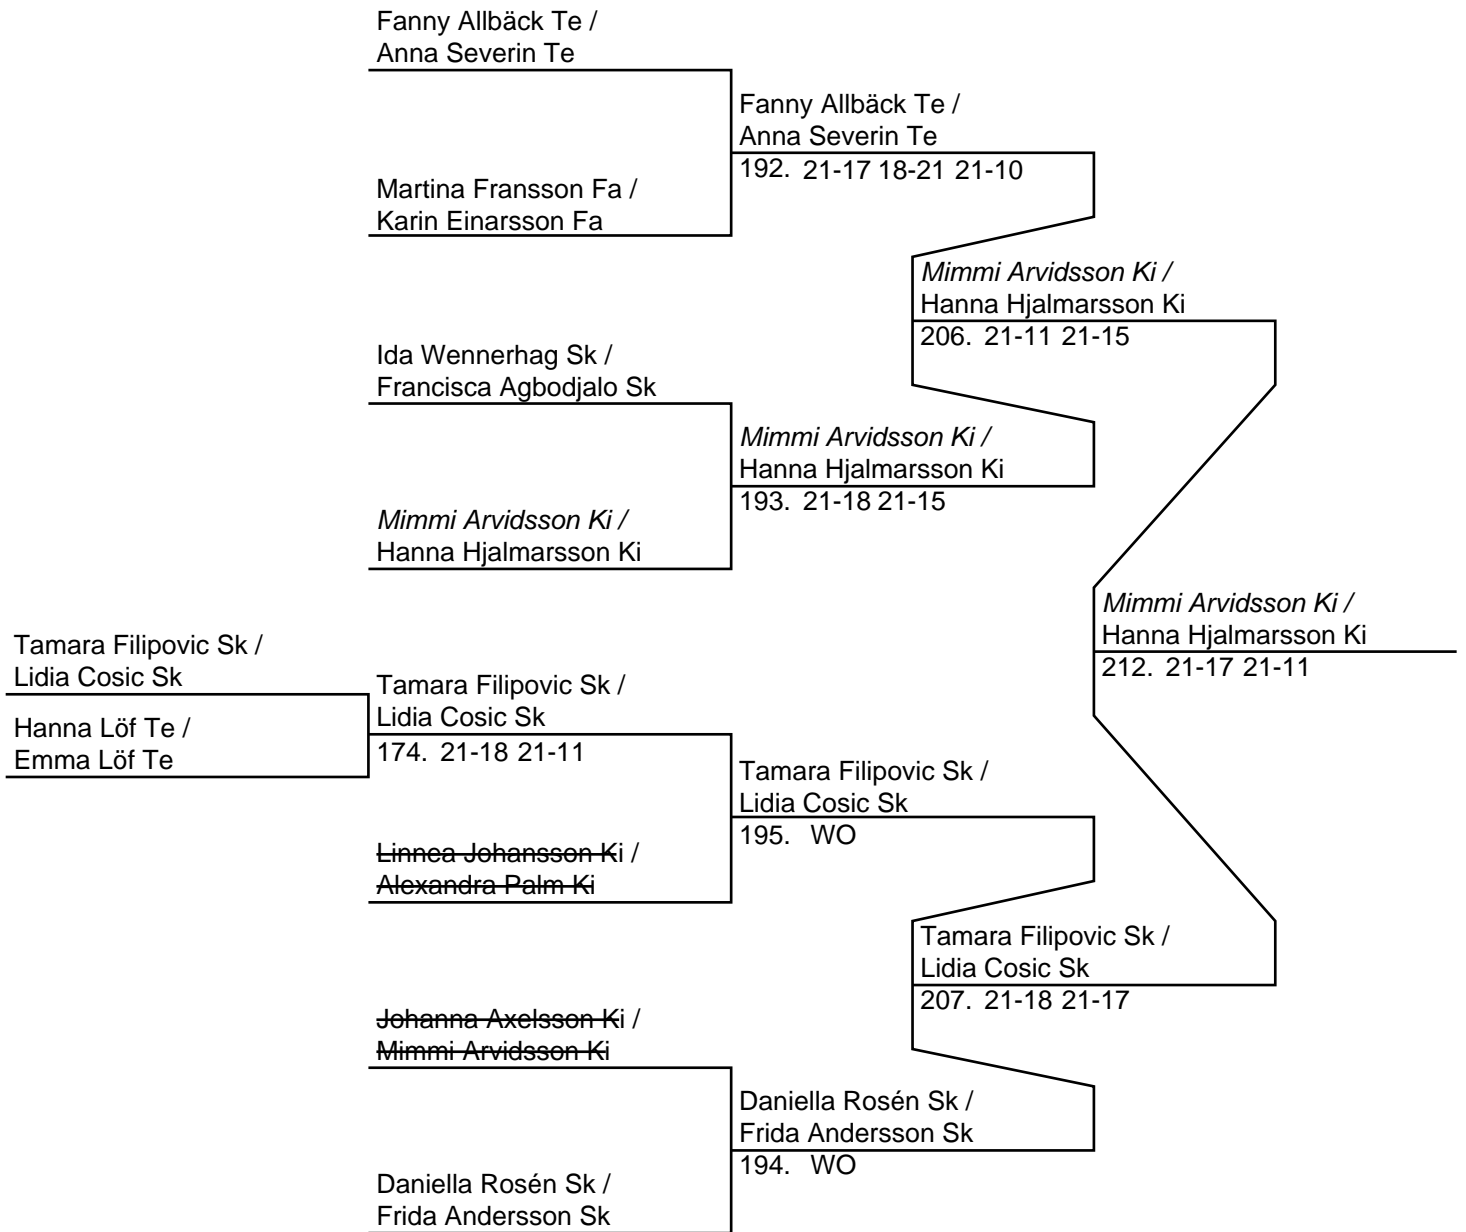 Fanny Allbäck Te /
Anna Severin Te
Fanny Allbäck Te /
Anna Severin Te
192. 21-17 18-21 21-10
Martina Fransson Fa /
Karin Einarsson Fa
Mimmi Arvidsson Ki /
Hanna Hjalmarsson Ki
206. 21-11 21-15
Ida Wennerhag Sk /
Francisca Agbodjalo Sk
Mimmi Arvidsson Ki /
Hanna Hjalmarsson Ki
193. 21-18 21-15
Mimmi Arvidsson Ki /
Hanna Hjalmarsson Ki
Mimmi Arvidsson Ki /
Hanna Hjalmarsson Ki
212. 21-17 21-11
Tamara Filipovic Sk /
Lidia Cosic Sk
Hanna Löf Te /
Emma Löf Te
Tamara Filipovic Sk /
Lidia Cosic Sk
174. 21-18 21-11
Tamara Filipovic Sk /
Lidia Cosic Sk
195. WO
Linnea Johansson Ki /
Alexandra Palm Ki
Tamara Filipovic Sk /
Lidia Cosic Sk
207. 21-18 21-17
Johanna Axelsson Ki /
Mimmi Arvidsson Ki
Daniella Rosén Sk /
Frida Andersson Sk
194. WO
Daniella Rosén Sk /
Frida Andersson Sk